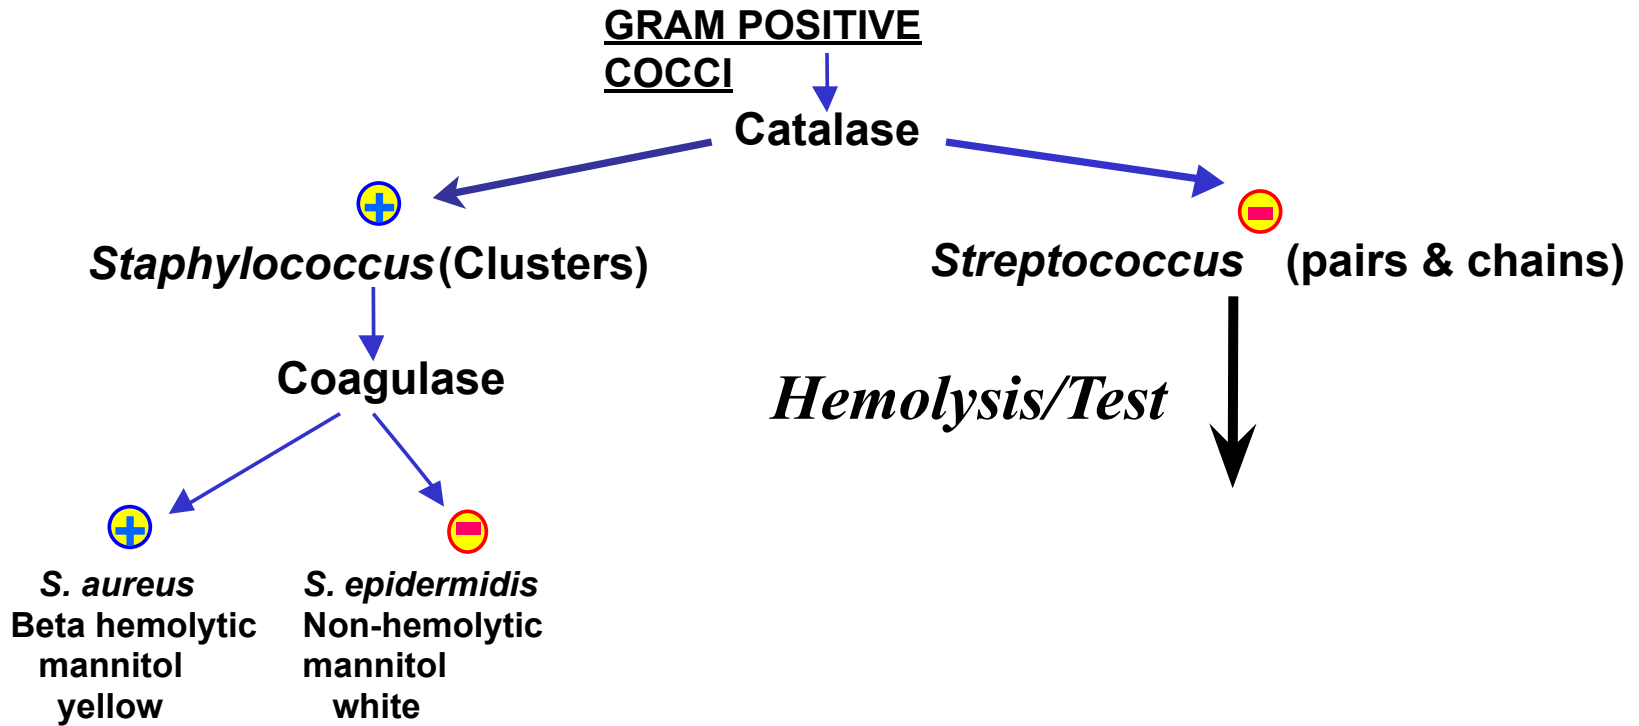 GRAM POSITIVE
COCCI
Catalase
+
-
Staphylococcus (Clusters)
Streptococcus (pairs & chains)
Coagulase
Hemolysis/Test
+
-
S. aureus
Beta hemolytic
mannitol
yellow
S. epidermidis
Non-hemolytic
mannitol
white